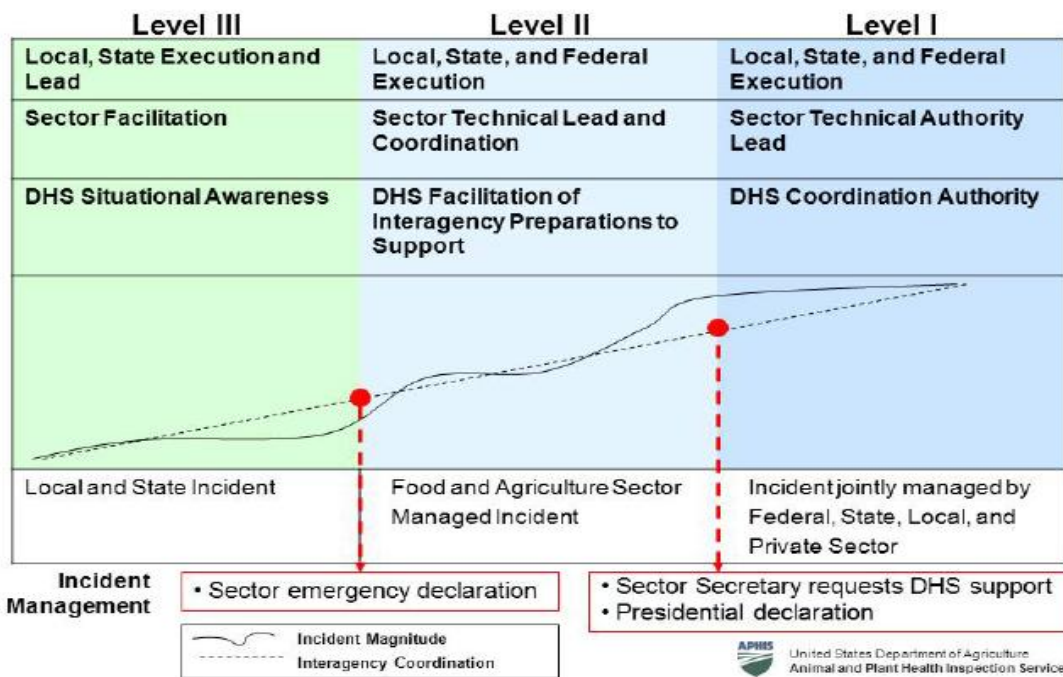 Level III
Level II
Level I
Local, State Execution and
Lead
Local, State, and Federal
Execution
Local, State, and Federal
Execution
Sector Facilitation
Sector Technical Lead and
Coordination
Sector Technical Authority
Lead
DHS Situational Awareness
DHS Facilitation of
Interagency Preparations to
Support
DHS Coordination Authority
Local and State Incident
Food and Agriculture Sector
Managed Incident
Incident jointly managed by
Federal, State, Local, and
Private Sector
Incident
Management
• Sector emergency declaration
• Sector Secretary requests DHS support
• Presidential declaration
Incident Magnitude
Interagency Coordination
APHIS
United States Department of Agriculture
Animal and Plant Health Inspection Service